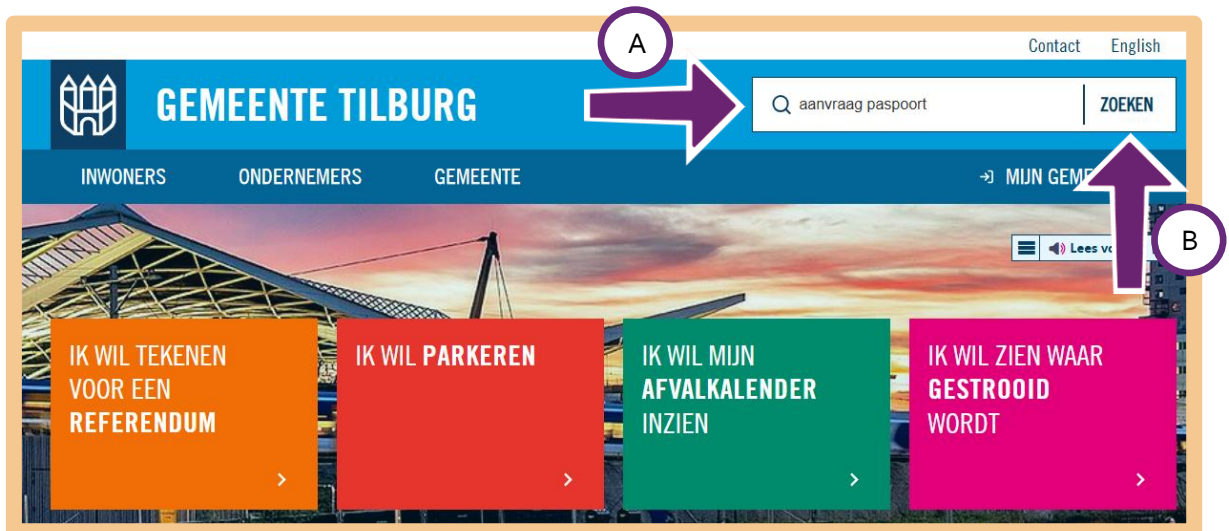 A
Contact English
GEMEENTE TILBURG
aanvraag paspoort
ZOEKEN
INWONERS ONDERNEMERS GEMEENTE
MIJN
B
Lees
IK WIL TEKENEN
VOOR EEN
REFERENDUM
IK WIL PARKEREN
IK WIL MIJN
AFVALKALENDER
INZIEN
IK WIL ZIEN WAAR
GESTROOID
WORDT